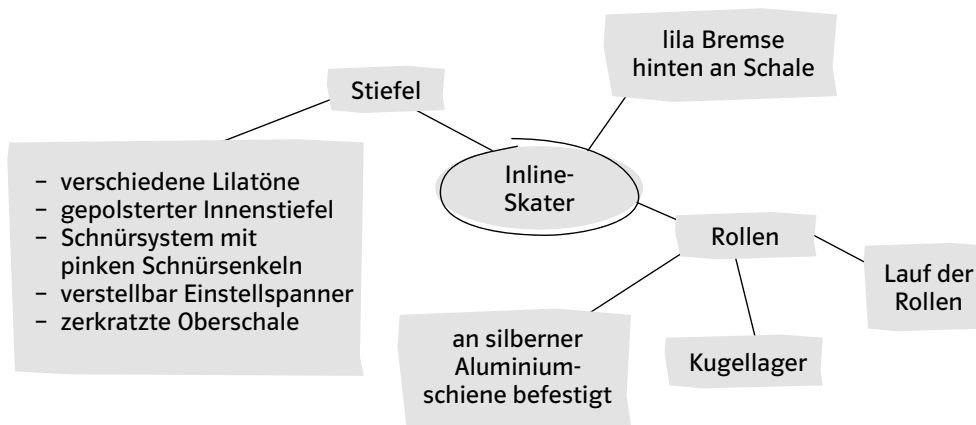 lila Bremse
hinten an Schale
Stiefel
– verschiedene Lilatöne
– gepolsterter Innenstiefel
– Schnürsystem mit
pinken Schnürsenkeln
– verstellbar Einstellspanner
– zerkratzte Oberschale
Inline-
Skater
Rollen
Lauf der
Rollen
an silberner
Aluminium-
schiene befestigt
Kugellager